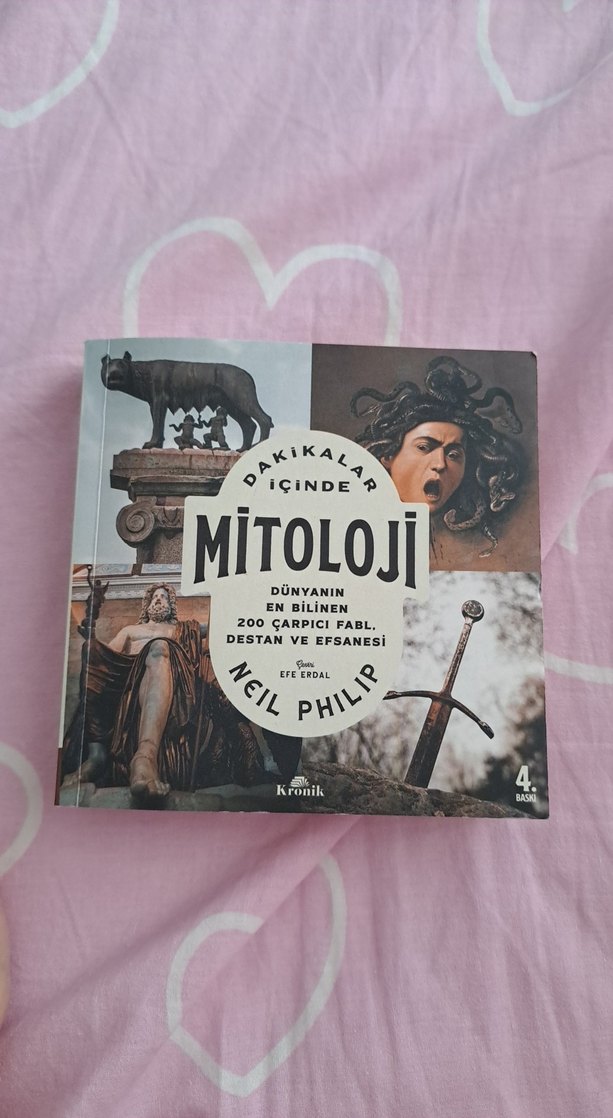 DAKİKALAR
İÇİNDE
MİTOLOJİ
DÜNYANIN
EN BİLİNEN
200 ÇARPICI FABL,
DESTAN VE EFSANESİ
Çeviri
EFE ERDAL
NEIL PHILIP
Kronik
4.
BASKI